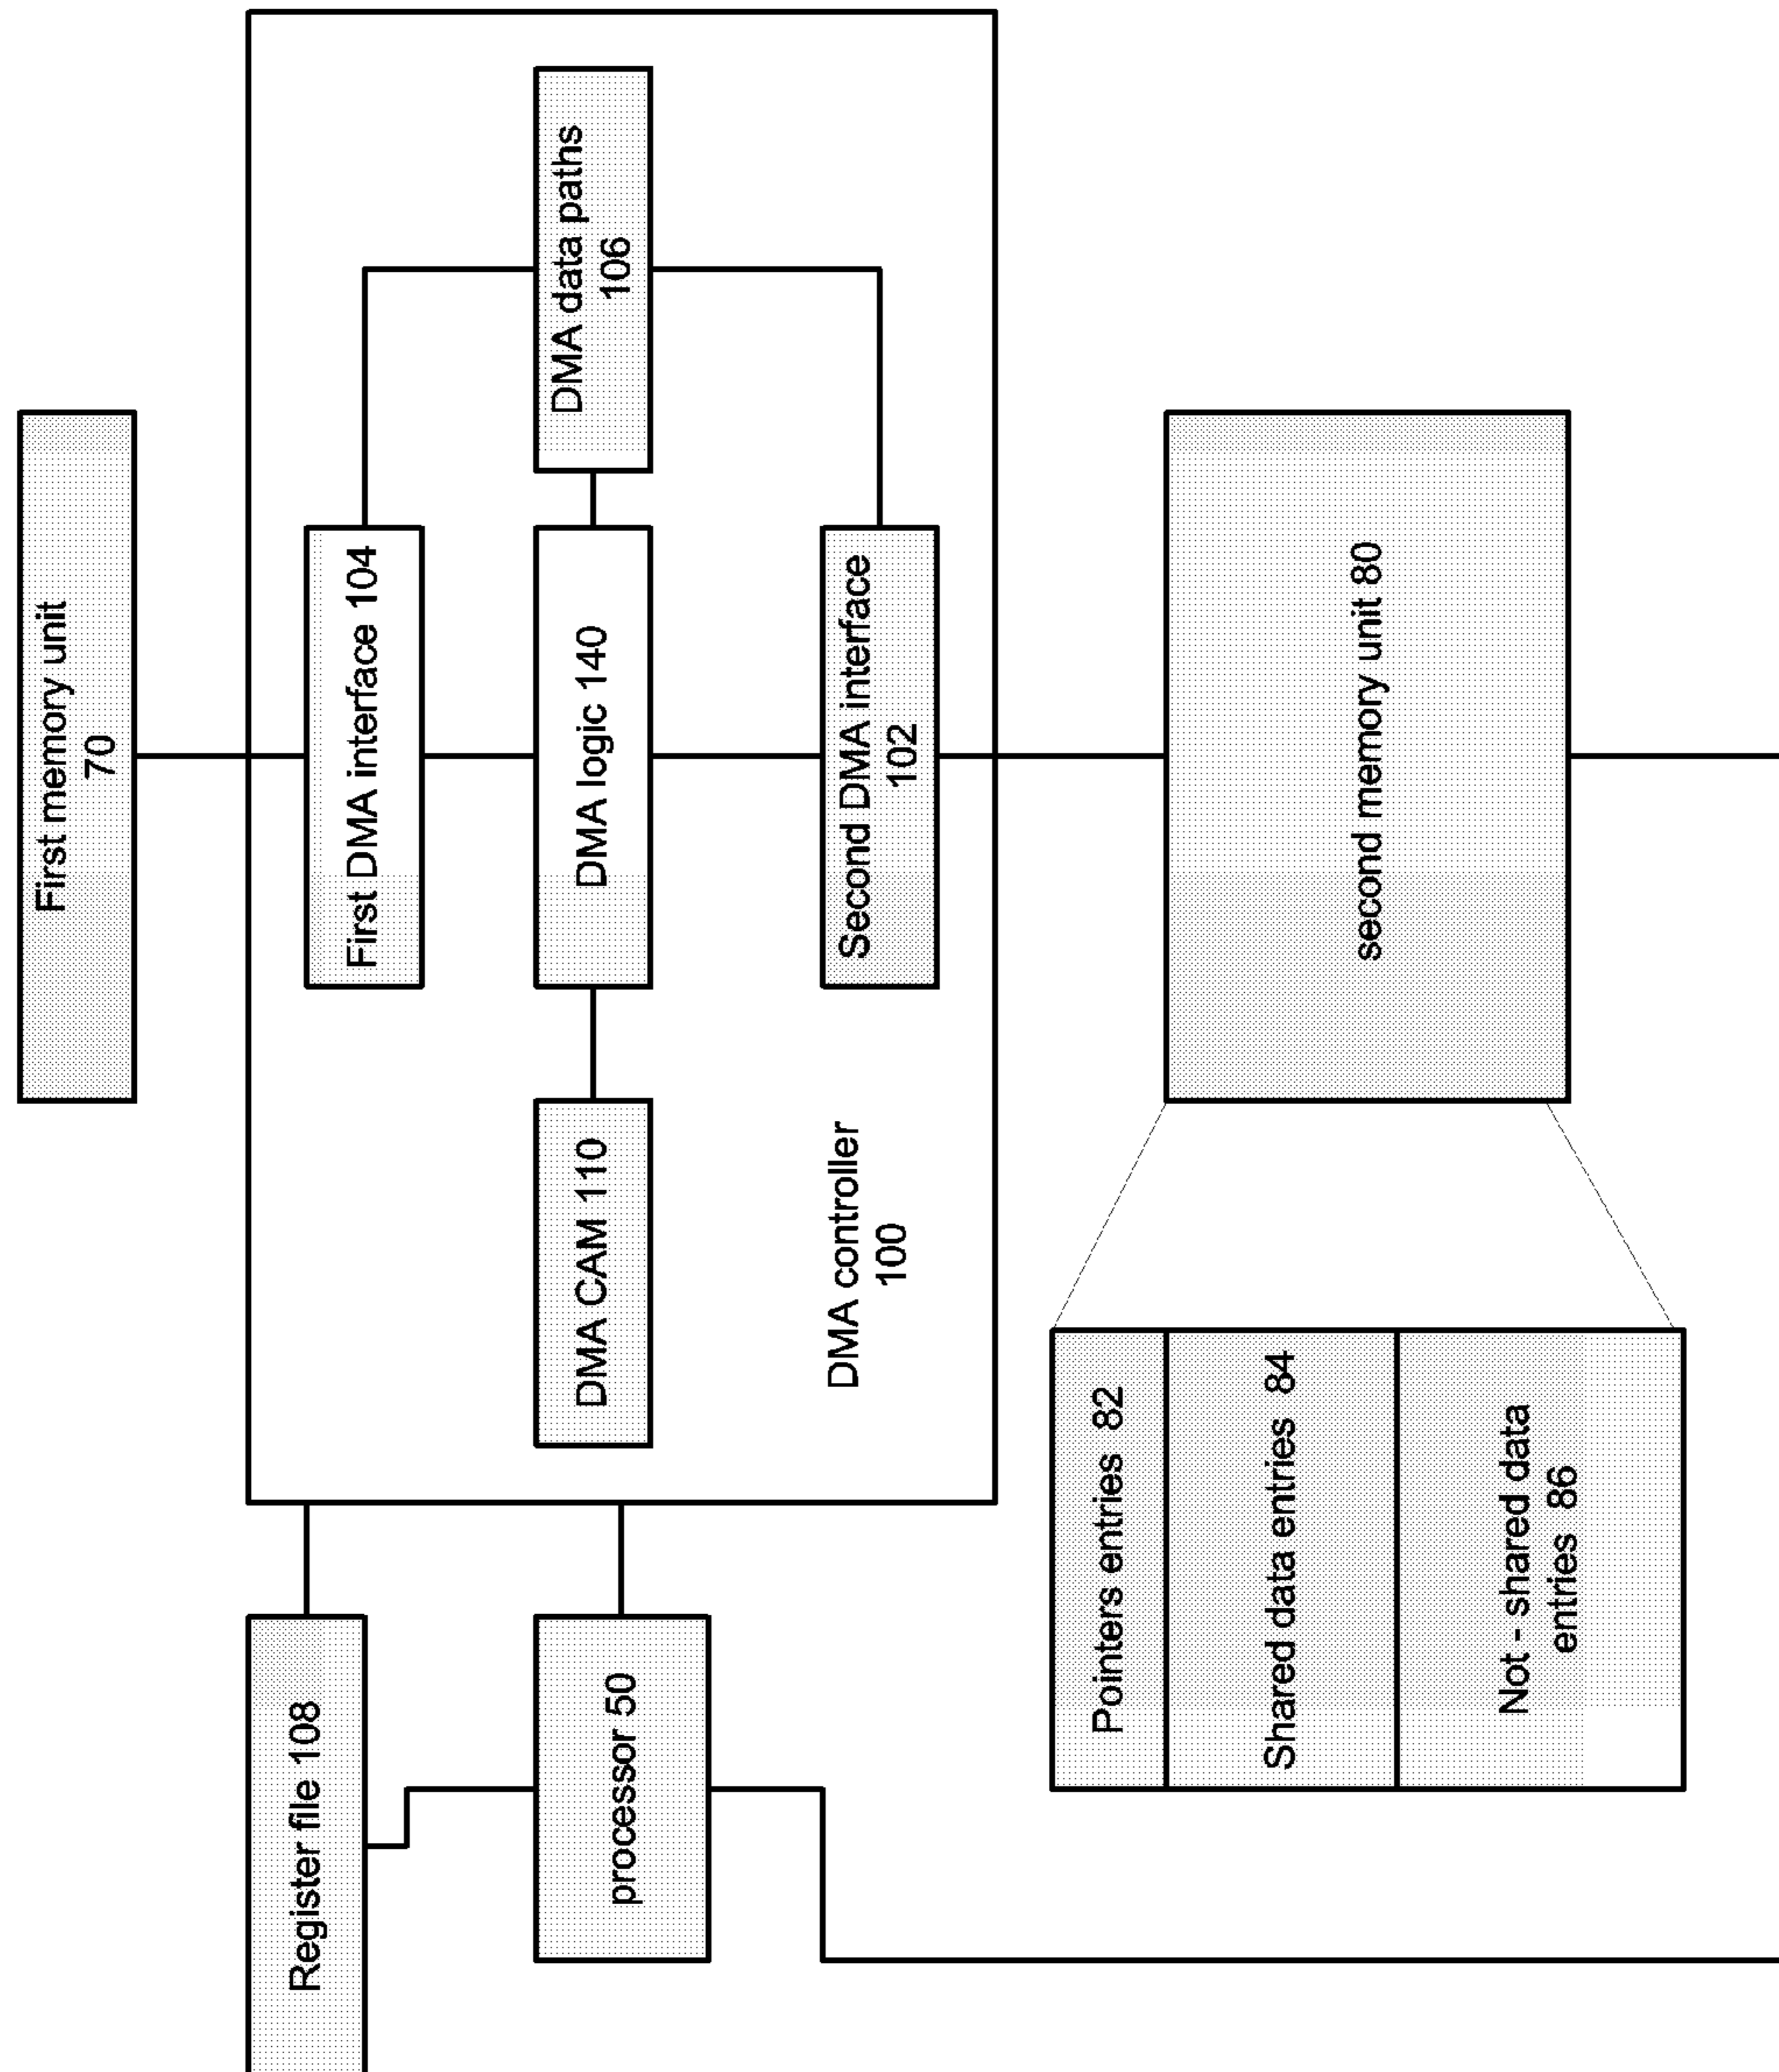 First memory unit
70
First DMA interface 104
DMA data paths
106
DMA logic 140
DMA CAM 110
Second DMA interface
102
DMA controller
100
Register file 108
processor 50
second memory unit 80
Pointers entries 82
Shared data entries 84
Not - shared data
entries 86